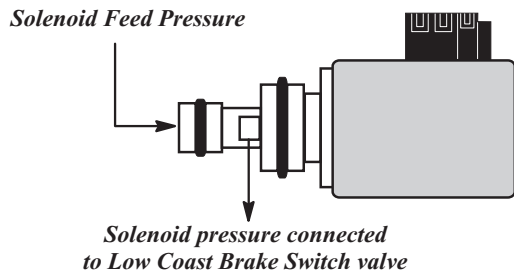 Solenoid Feed Pressure
Solenoid pressure connected
to Low Coast Brake Switch valve